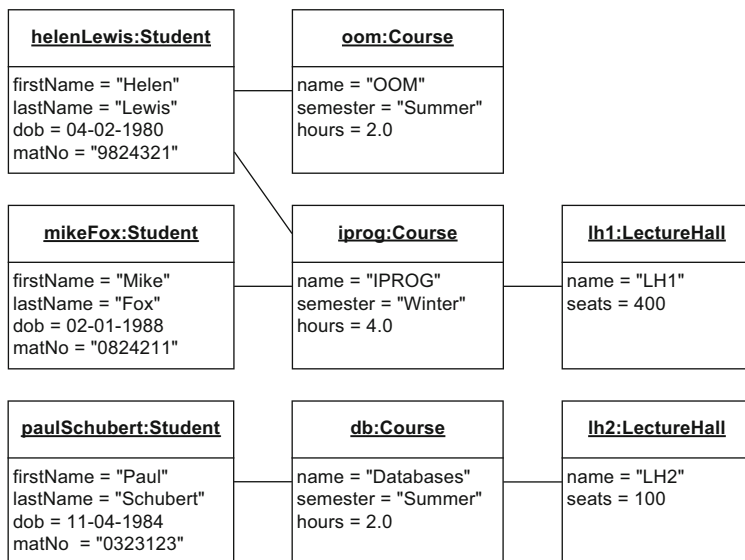 helenLewis:Student
firstName = "Helen"
lastName = "Lewis"
dob = 04-02-1980
matNo = "9824321"
oom:Course
name = "OOM"
semester = "Summer"
hours = 2.0
mikeFox:Student
firstName = "Mike"
lastName = "Fox"
dob = 02-01-1988
matNo = "0824211"
iprog:Course
name = "IPROG"
semester = "Winter"
hours = 4.0
lh1:LectureHall
name = "LH1"
seats = 400
paulSchubert:Student
firstName = "Paul"
lastName = "Schubert"
dob = 11-04-1984
matNo  = "0323123"
db:Course
name = "Databases"
semester = "Summer"
hours = 2.0
lh2:LectureHall
name = "LH2"
seats = 100